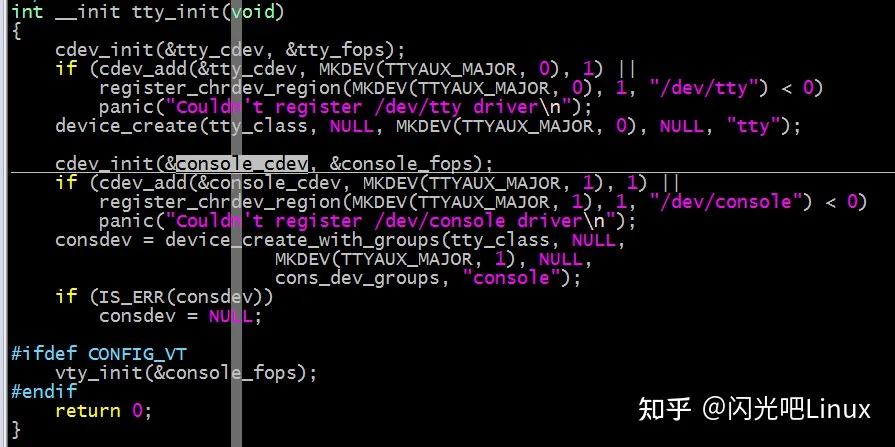 int __init tty_init(void)
{
    cdev_init(&tty_cdev, &tty_fops);
    if (cdev_add(&tty_cdev, MKDEV(TTYAUX_MAJOR, 0), 1) ||
        register_chrdev_region(MKDEV(TTYAUX_MAJOR, 0), 1, "/dev/tty") < 0)
        panic("Couldn't register /dev/tty driver\n");
    device_create(tty_class, NULL, MKDEV(TTYAUX_MAJOR, 0), NULL, "tty");

    cdev_init(&console_cdev, &console_fops);
    if (cdev_add(&console_cdev, MKDEV(TTYAUX_MAJOR, 1), 1) ||
        register_chrdev_region(MKDEV(TTYAUX_MAJOR, 1), 1, "/dev/console") < 0)
        panic("Couldn't register /dev/console driver\n");
    consdev = device_create_with_groups(tty_class, NULL,
                        MKDEV(TTYAUX_MAJOR, 1), NULL,
                        cons_dev_groups, "console");
    if (IS_ERR(consdev))
        consdev = NULL;

#ifdef CONFIG_VT
    vty_init(&console_fops);
#endif
    return 0;
}
知乎 @闪光吧Linux